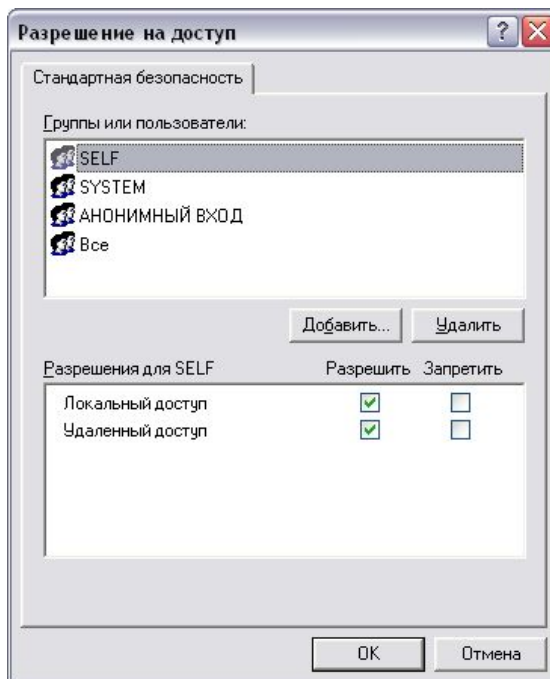 Разрешение на доступ
Стандартная безопасность
Группы или пользователи:
SELF
SYSTEM
АНОНИМНЫЙ ВХОД
Все
Добавить... Удалить
Разрешения для SELF Разрешить Запретить
Локальный доступ
Удаленный доступ
OK Отмена